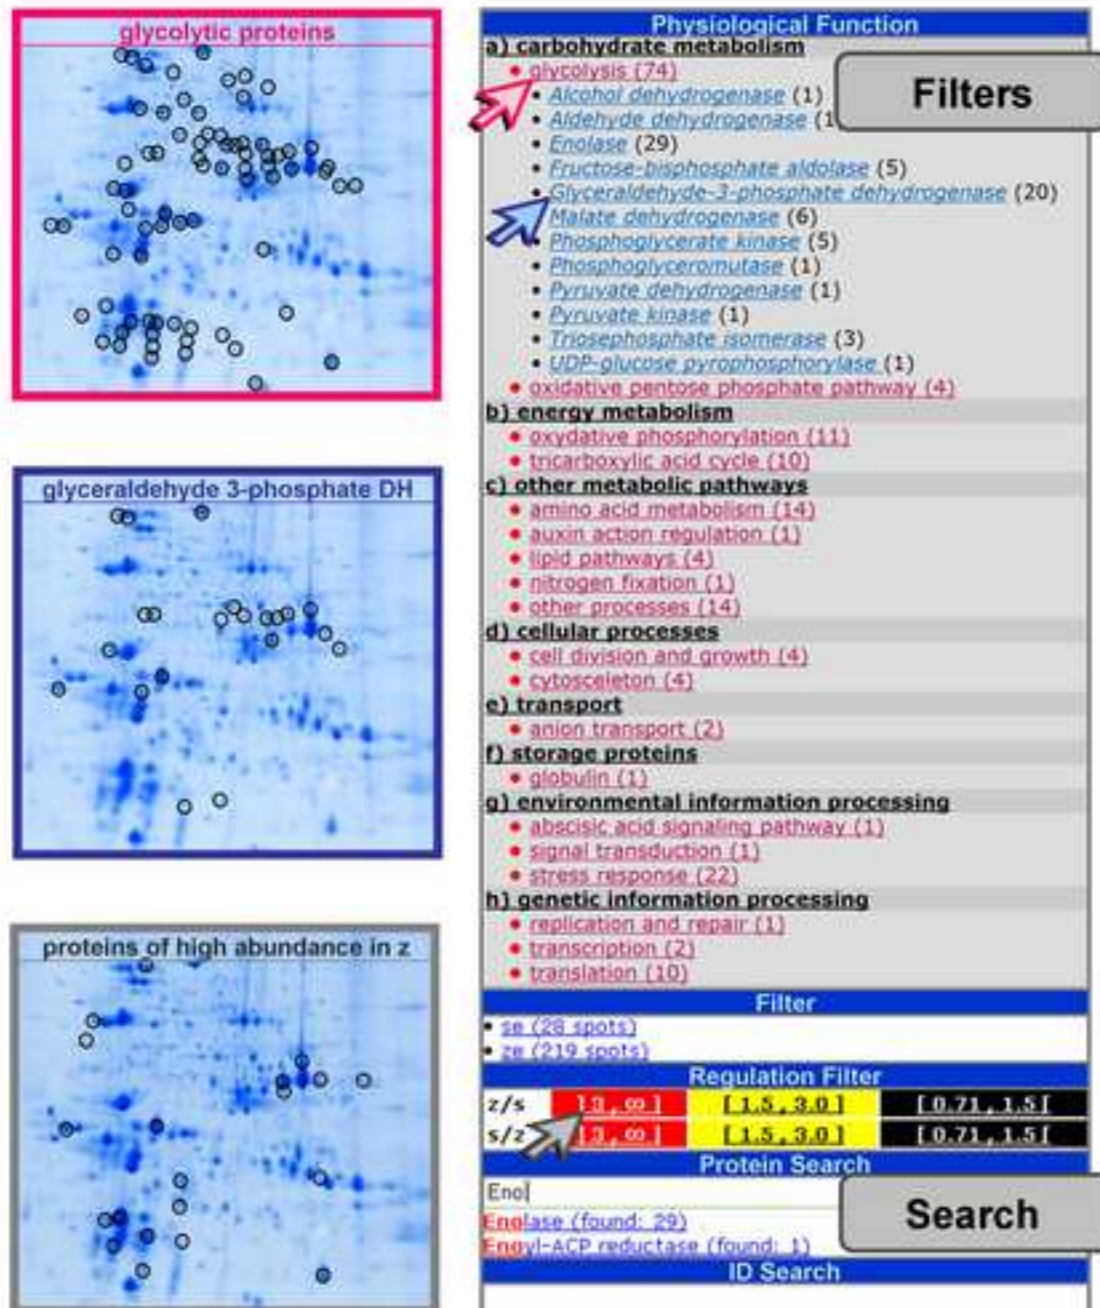 glycolytic proteins
glyceraldehyde 3-phosphate DH
proteins of high abundance in z
Physiological Function
a) carbohydrate metabolism
• glycolysis (74)
• Alcohol dehydrogenase (1)
• Aldehyde dehydrogenase (1
• Enolase (29)
• Fructose-bisphosphate aldolase (5)
• Glyceraldehyde-3-phosphate dehydrogenase (20)
Malate dehydrogenase (6)
• Phosphoglycerate kinase (5)
• Phosphoglyceromutase (1)
• Pyruvate dehydrogenase (1)
• Pyruvate kinase (1)
• Triosephosphate isomerase (3)
• UDP-glucose pyrophosphorylase (1)
• oxidative pentose phosphate pathway (4)
b) energy metabolism
• oxydative phosphorylation (11)
• tricarboxylic acid cycle (10)
c) other metabolic pathways
• amino acid metabolism (14)
• auxin action regulation (1)
• lipid pathways (4)
• nitrogen fixation (1)
• other processes (14)
d) cellular processes
• cell division and growth (4)
• cytosceleton (4)
e) transport
• anion transport (2)
f) storage proteins
• globulin (1)
g) environmental information processing
• abscisic acid signaling pathway (1)
• signal transduction (1)
• stress response (22)
h) genetic information processing
• replication and repair (1)
• transcription (2)
• translation (10)
Filters
Filter
• se (28 spots)
• ze (219 spots)
Regulation Filter
z/s ]3 , ∞ ] [ 1.5 , 3.0 ] [ 0.71 , 1.5 [
s/z ]3 , ∞ ] [ 1.5 , 3.0 ] [ 0.71 , 1.5 [
Protein Search
Eno
Enolase (found: 29)
Enoyl-ACP reductase (found: 1)
Search
ID Search